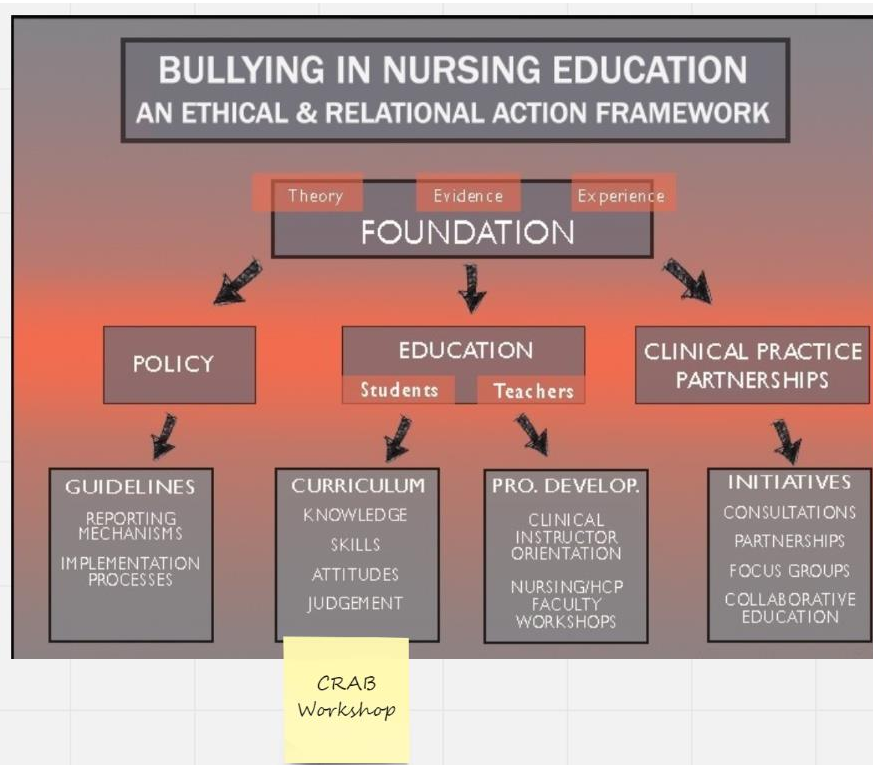 BULLYING IN NURSING EDUCATION
AN ETHICAL & RELATIONAL ACTION FRAMEWORK
Theory
Evidence
Experience
FOUNDATION
POLICY
EDUCATION
Students
Teachers
CLINICAL PRACTICE
PARTNERSHIPS
GUIDELINES
REPORTING
MECHANISMS
IMPLEMENTATION
PROCESSES
CURRICULUM
KNOWLEDGE
SKILLS
ATTITUDES
JUDGEMENT
PRO. DEVELOP.
CLINICAL
INSTRUCTOR
ORIENTATION
NURSING/HCP
FACULTY
WORKSHOPS
INITIATIVES
CONSULTATIONS
PARTNERSHIPS
FOCUS GROUPS
COLLABORATIVE
EDUCATION
CRAB
Workshop